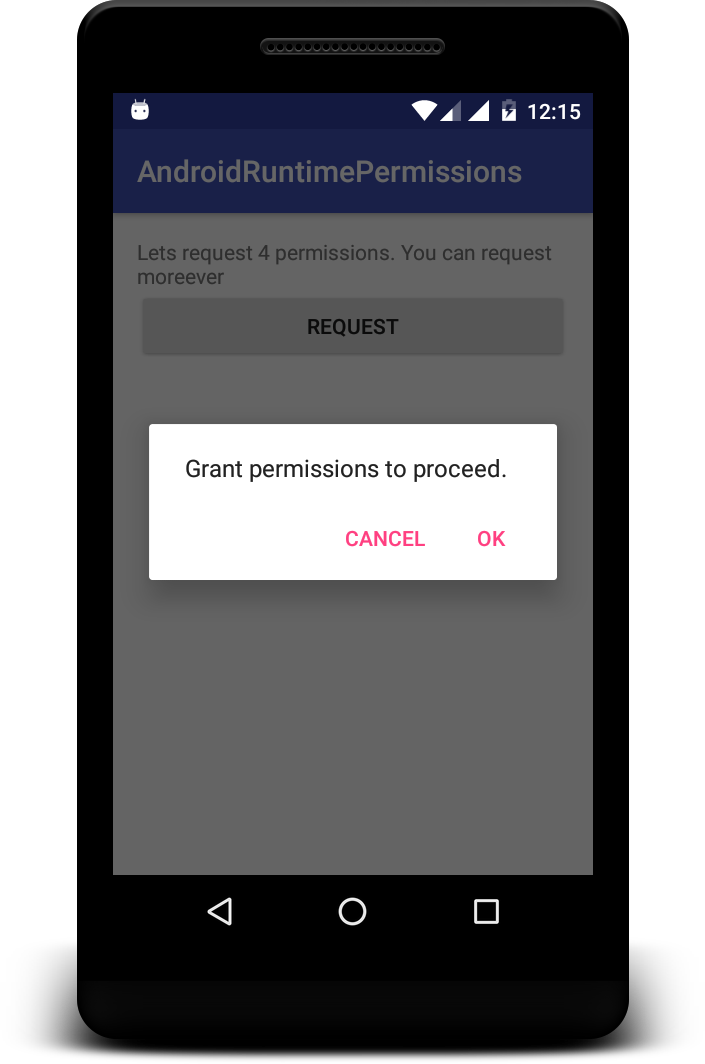 12:15
AndroidRuntimePermissions
Lets request 4 permissions. You can request
moreever
REQUEST
Grant permissions to proceed.
CANCEL OK